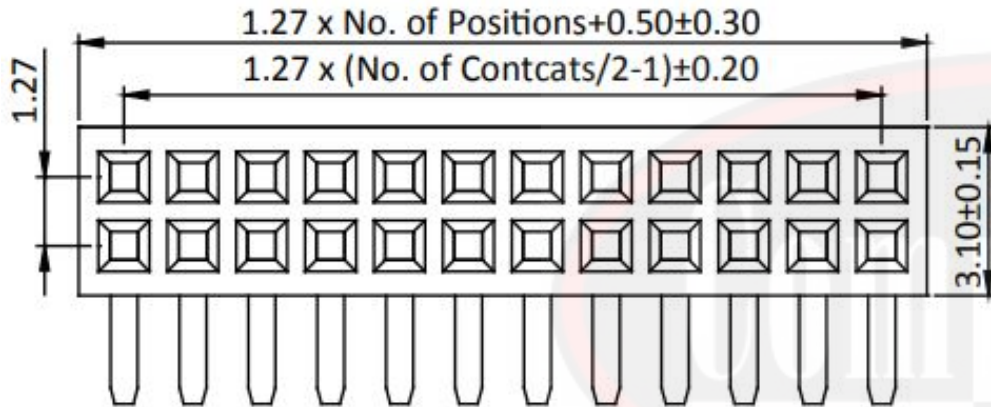 1.27 x No. of Positions+0.50±0.30
1.27 x (No. of Contcats/2-1)±0.20
1.27
3.10±0.15